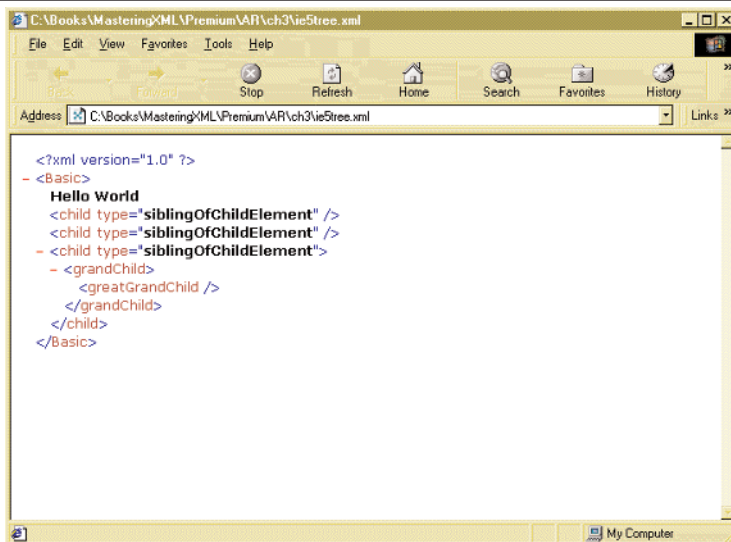 C:\Books\MasteringXML\Premium\AR\ch3\ie5tree.xml
File Edit View Favorites Tools Help
Back Forward Stop Refresh Home Search Favorites History »
Address C:\Books\MasteringXML\Premium\AR\ch3\ie5tree.xml Links »
<?xml version="1.0" ?>
- <Basic>
Hello World
<child type="siblingOfChildElement" />
<child type="siblingOfChildElement" />
- <child type="siblingOfChildElement">
- <grandChild>
<greatGrandChild />
</grandChild>
</child>
</Basic>
My Computer